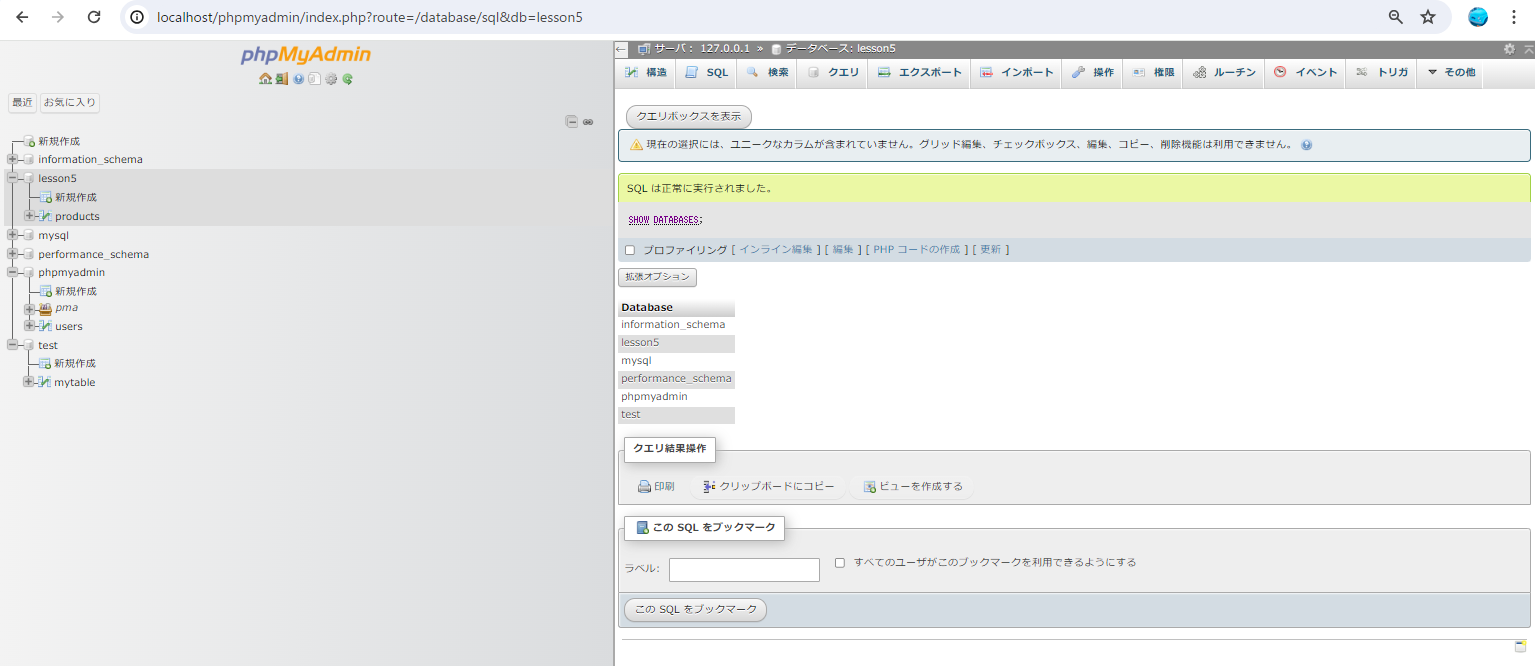 localhost/phpmyadmin/index.php?route=/database/sql&db=lesson5
phpMyAdmin
最近 お気に入り
新規作成
information_schema
lesson5
新規作成
products
mysql
performance_schema
phpmyadmin
新規作成
pma
users
test
新規作成
mytable
サーバ: 127.0.0.1 » データベース: lesson5
構造 SQL 検索 クエリ エクスポート インポート 操作 権限 ルーチン イベント トリガ その他
クエリボックスを表示
現在の選択には、ユニークなカラムが含まれていません。グリッド編集、チェックボックス、編集、コピー、削除機能は利用できません。
SQL は正常に実行されました。
SHOW DATABASES;
プロファイリング [ インライン編集 ] [ 編集 ] [ PHP コードの作成 ] [ 更新 ]
拡張オプション
Database
information_schema
lesson5
mysql
performance_schema
phpmyadmin
test
クエリ結果操作
印刷 クリップボードにコピー ビューを作成する
この SQL をブックマーク
ラベル: すべてのユーザがこのブックマークを利用できるようにする
この SQL をブックマーク